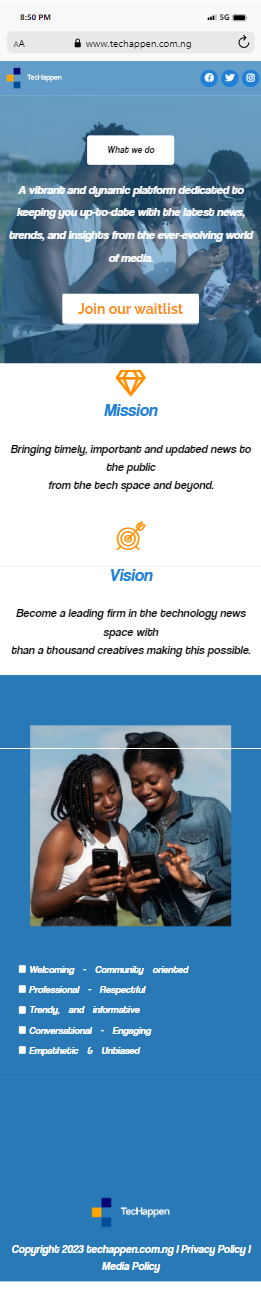 8:50 PM 5G
AA www.techappen.com.ng
TecHappen
What we do
A vibrant and dynamic platform dedicated to
keeping you up-to-date with the latest news,
trends, and insights from the ever-evolving world
of media.
Join our waitlist
Mission
Bringing timely, important and updated news to
the public
from the tech space and beyond.
Vision
Become a leading firm in the technology news
space with
than a thousand creatives making this possible.
Welcoming - Community oriented
Professional - Respectful
Trendy, and informative
Conversational - Engaging
Empathetic & Unbiased
TecHappen
Copyright 2023 techappen.com.ng | Privacy Policy |
Media Policy